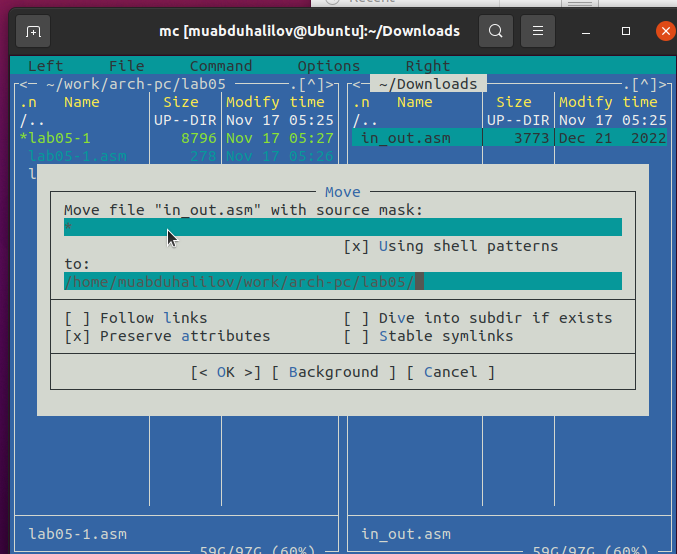 Recent
mc [muabduhalilov@Ubuntu]:~/Downloads
Left File Command Options Right
<─ ~/work/arch-pc/lab05 ─.[^]>
.n Name Size Modify time
/.. UP--DIR Nov 17 05:25
*lab05-1 8796 Nov 17 05:27
lab05-1.asm 278 Nov 17 05:26
l
<─ ~/Downloads .[^]>
.n Name Size Modify time
/.. UP--DIR Nov 17 05:25
in_out.asm 3773 Dec 21 2022
Move
Move file "in_out.asm" with source mask:
*
[x] Using shell patterns
to:
/home/muabduhalilov/work/arch-pc/lab05/
[ ] Follow links [ ] Dive into subdir if exists
[x] Preserve attributes [ ] Stable symlinks
[< OK >] [ Background ] [ Cancel ]
lab05-1.asm
59G/97G (60%)
in_out.asm
59G/97G (60%)